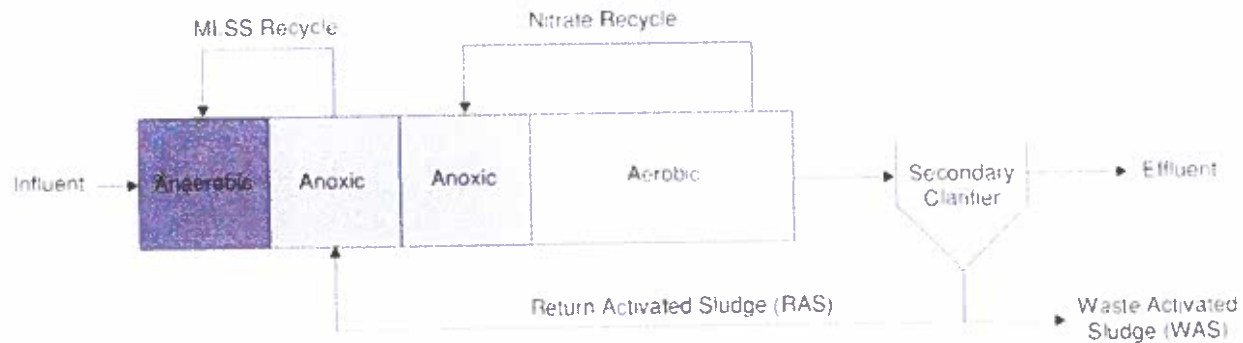 MLSS Recycle
Nitrate Recycle
Influent
Anaerobic
Anoxic
Anoxic
Aerobic
Secondary
Clarifier
Effluent
Return Activated Sludge (RAS)
Waste Activated
Sludge (WAS)